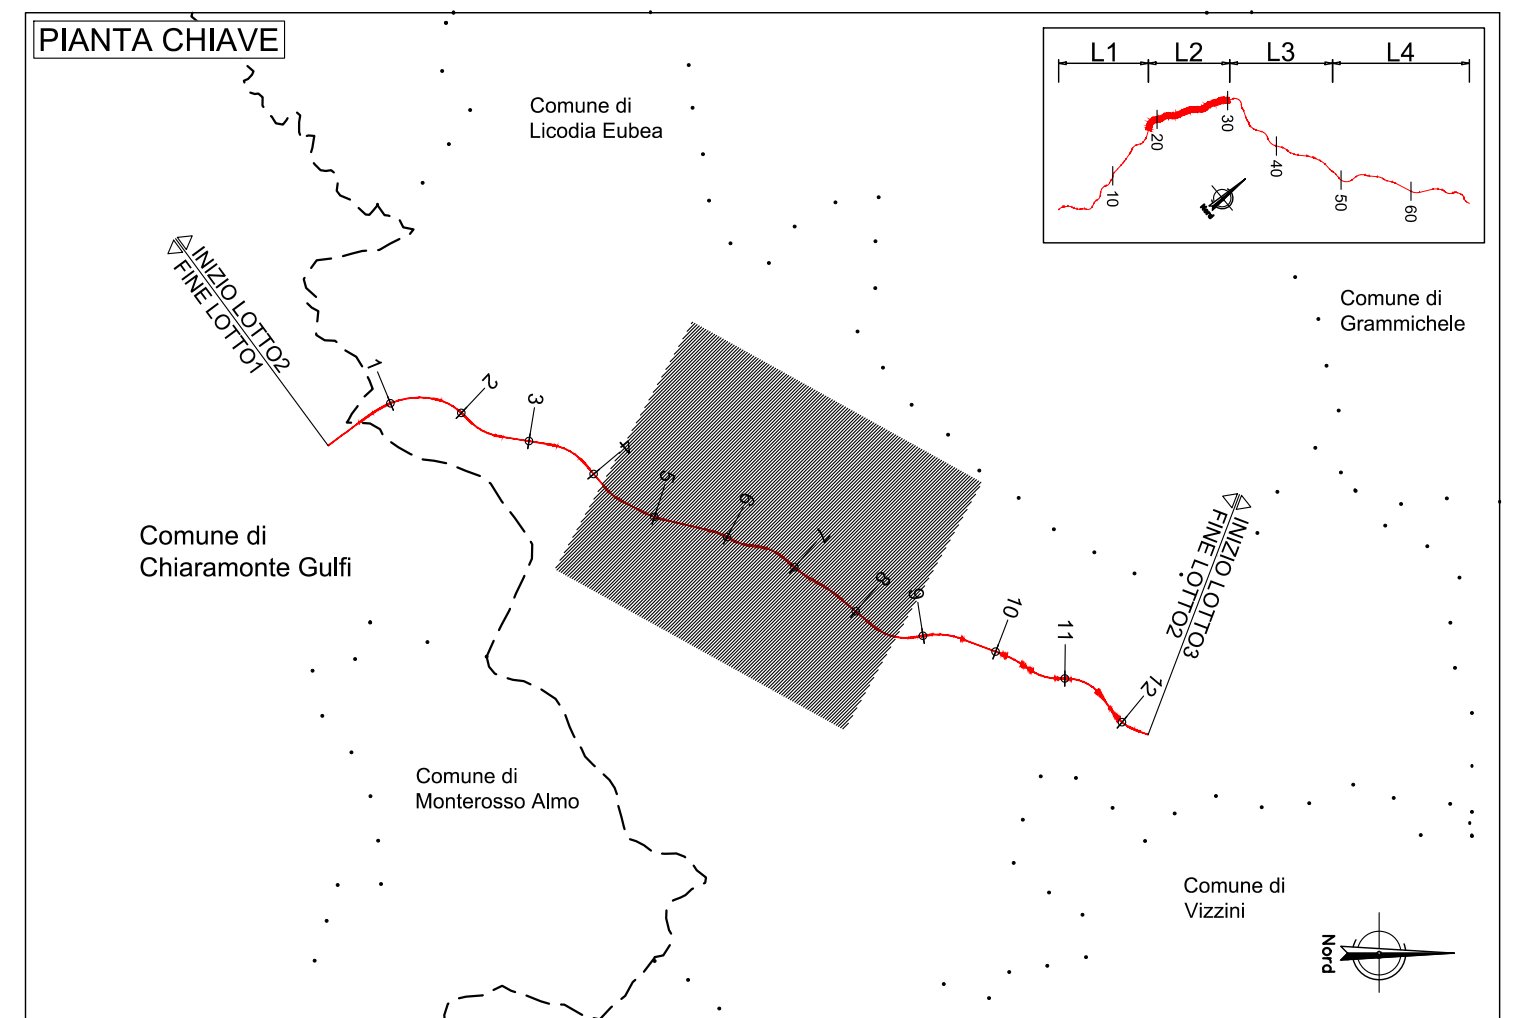 PIANTA CHIAVE
L1 L2 L3 L4
10
20
30
40
50
60
Nord
Comune di
Licodia Eubea
INIZIO LOTTO2
FINE LOTTO1
Comune di
Grammichele
1
2
3
4
5
6
7
8
9
10
11
12
INIZIO LOTTO3
FINE LOTTO2
Comune di
Chiaramonte Gulfi
Comune di
Monterosso Almo
Comune di
Vizzini
Nord